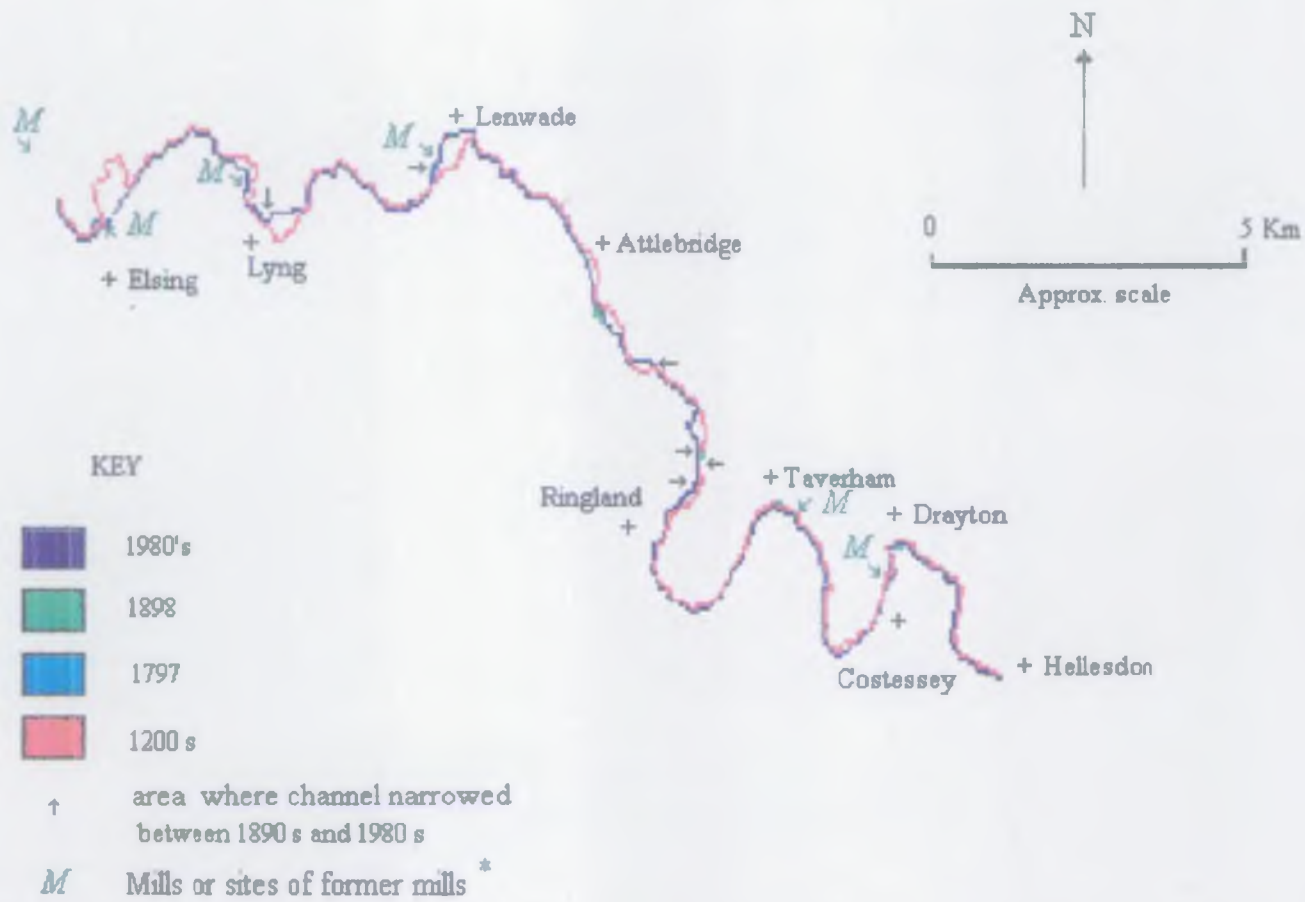 N
M
+ Lenwade
M
M
0
5 Km
+ Attlebridge
M
+
Lyng
+ Elsing
Approx. scale
KEY
+ Taverham
Ringland
M
+ Drayton
+
1980's
M
1898
+
+ Hellesdon
1797
Costessey
1200 s
↑ area where channel narrowed
between 1890 s and 1980 s
M Mills or sites of former mills *